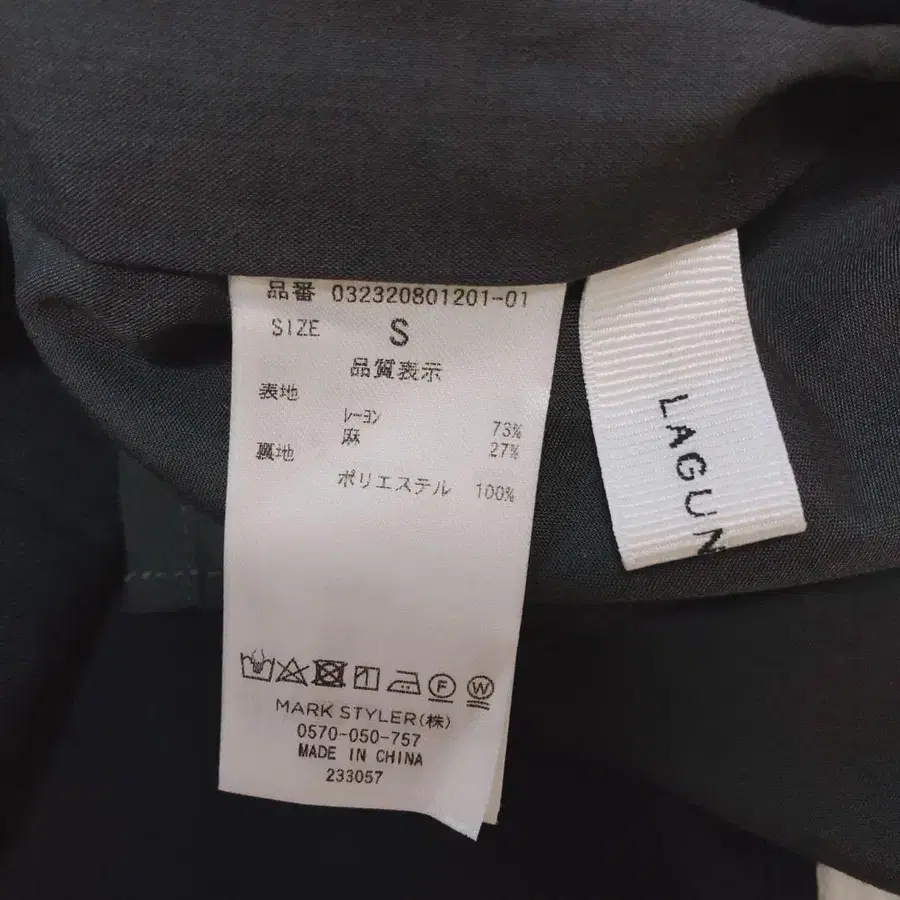 品番 032320801201-01
SIZE S
品質表示
表地
レーヨン 73%
麻 27%
裏地
ポリエステル 100%
F W
MARK STYLER(株)
0570-050-757
MADE IN CHINA
233057
LAGUN